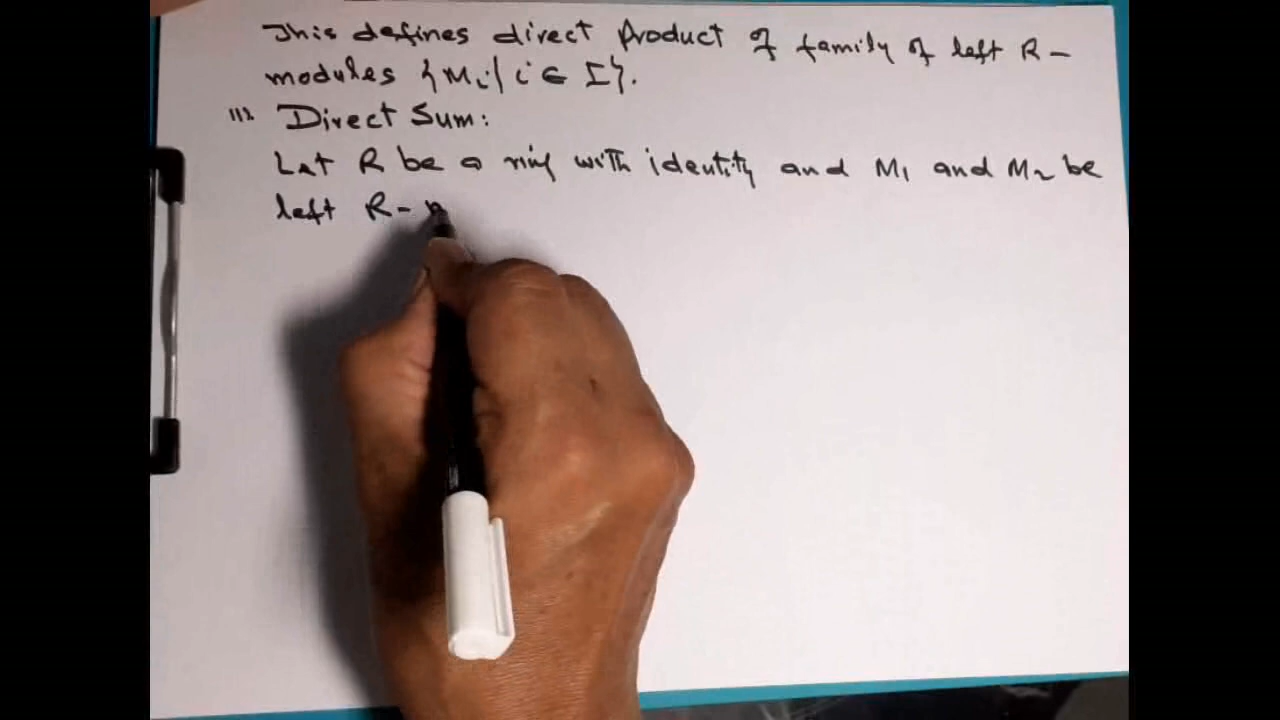 This defines direct product of family of left R-
modules {Mi | i ∈ I}.
Direct Sum:
Let R be a ring with identity and M1 and M2 be
left R-